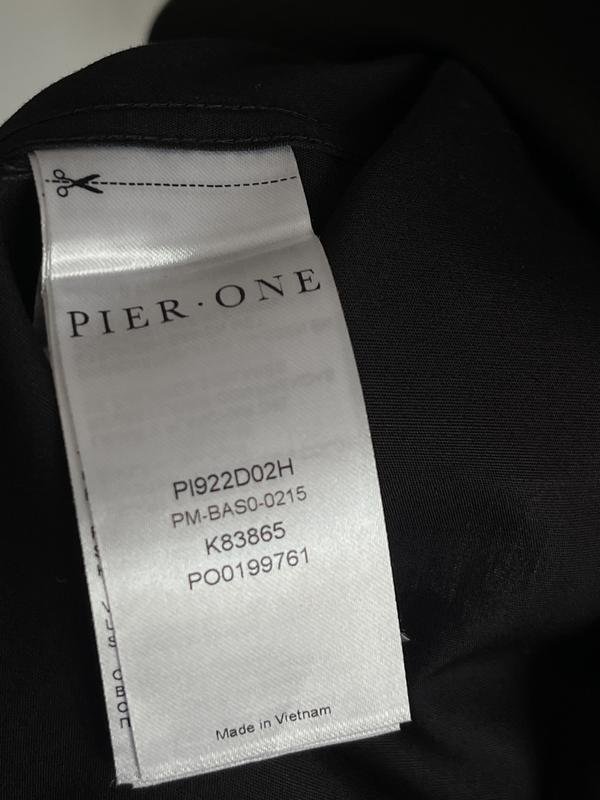 PIER·ONE
PI922D02H
PM-BAS0-0215
K83865
PO0199761
Made in Vietnam